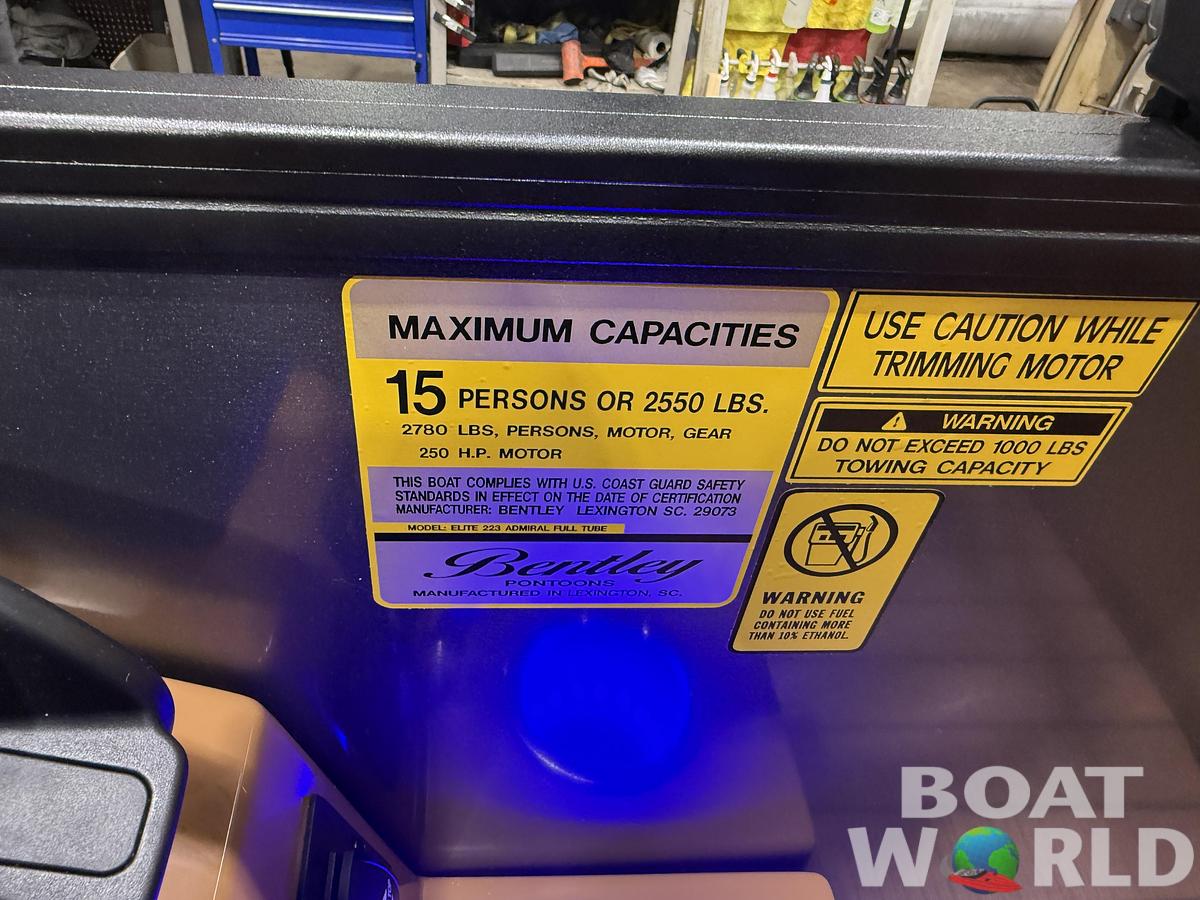 MAXIMUM CAPACITIES
15 PERSONS OR 2550 LBS.
2780 LBS, PERSONS, MOTOR, GEAR
250 H.P. MOTOR
THIS BOAT COMPLIES WITH U.S. COAST GUARD SAFETY
STANDARDS IN EFFECT ON THE DATE OF CERTIFICATION
MANUFACTURER: BENTLEY LEXINGTON SC. 29073
MODEL: ELITE 223 ADMIRAL FULL TUBE
Bentley
PONTOONS
MANUFACTURED IN LEXINGTON, SC.
USE CAUTION WHILE
TRIMMING MOTOR
WARNING
DO NOT EXCEED 1000 LBS
TOWING CAPACITY
WARNING
DO NOT USE FUEL
CONTAINING MORE
THAN 10% ETHANOL.
BOAT
WORLD